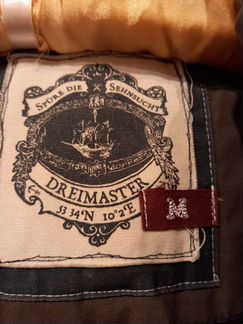 SPÜRE DIE SEHNSUCHT
DREIMASTER
53 34"N 10°2'E
M